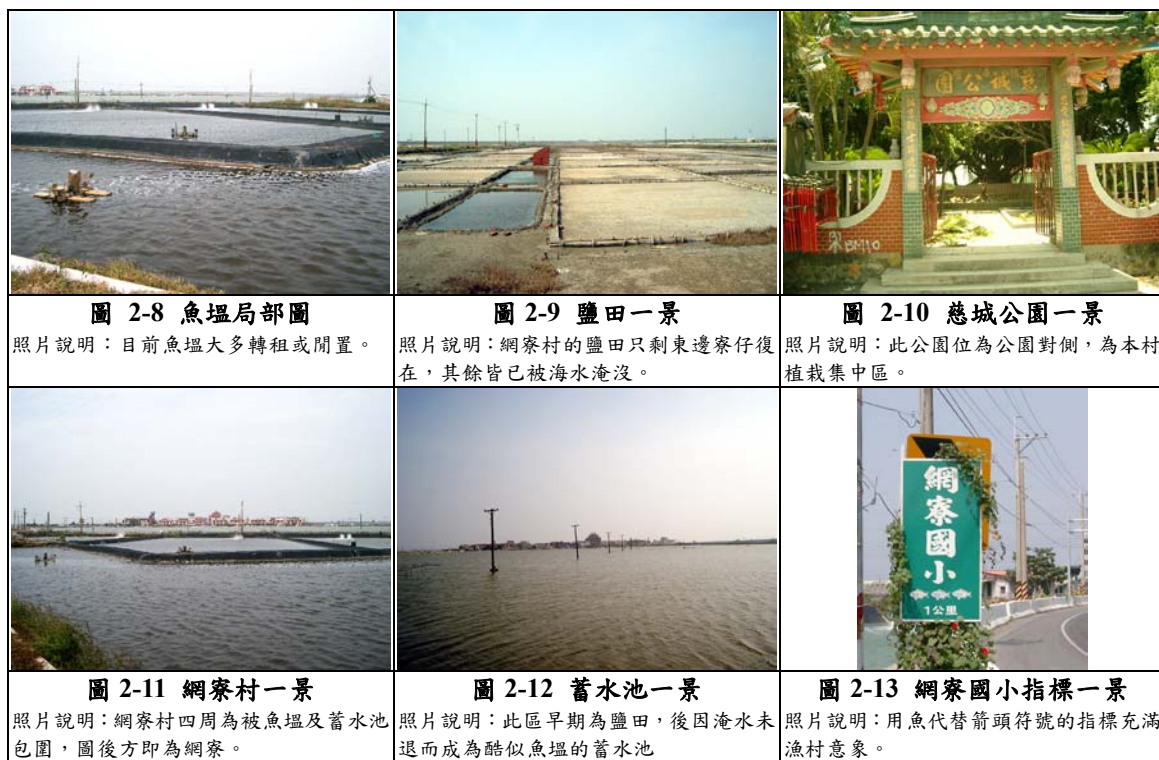 慈城公園
BM10
圖 2-8 魚塭局部圖
照片說明：目前魚塭大多轉租或閒置。
圖 2-9 鹽田一景
照片說明：網寮村的鹽田只剩東邊寮仔復
在，其餘皆已被海水淹沒。
圖 2-10 慈城公園一景
照片說明：此公園位為公園對側，為本村
植栽集中區。
網寮國小
1公里
圖 2-11 網寮村一景
照片說明：網寮村四周為被魚塭及蓄水池
包圍，圖後方即為網寮。
圖 2-12 蓄水池一景
照片說明：此區早期為鹽田，後因淹水未
退而成為酷似魚塭的蓄水池
圖 2-13 網寮國小指標一景
照片說明：用魚代替箭頭符號的指標充滿
漁村意象。